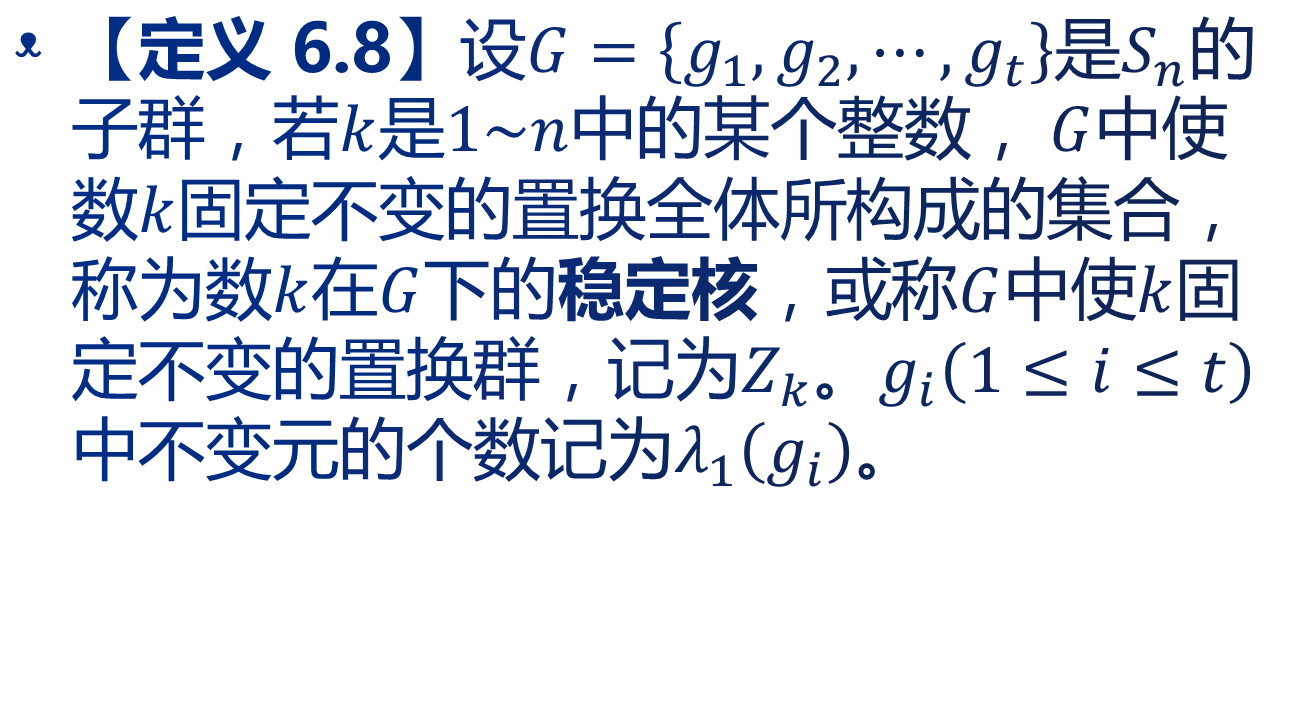 【定义 6.8】设G = {g₁, g₂, ⋯ , gₜ}是Sₙ的
子群，若k是1~n中的某个整数， G中使
数k固定不变的置换全体所构成的集合，
称为数k在G下的稳定核，或称G中使k固
定不变的置换群，记为Zₖ。gᵢ(1 ≤ i ≤ t)
中不变元的个数记为λ₁(gᵢ)。